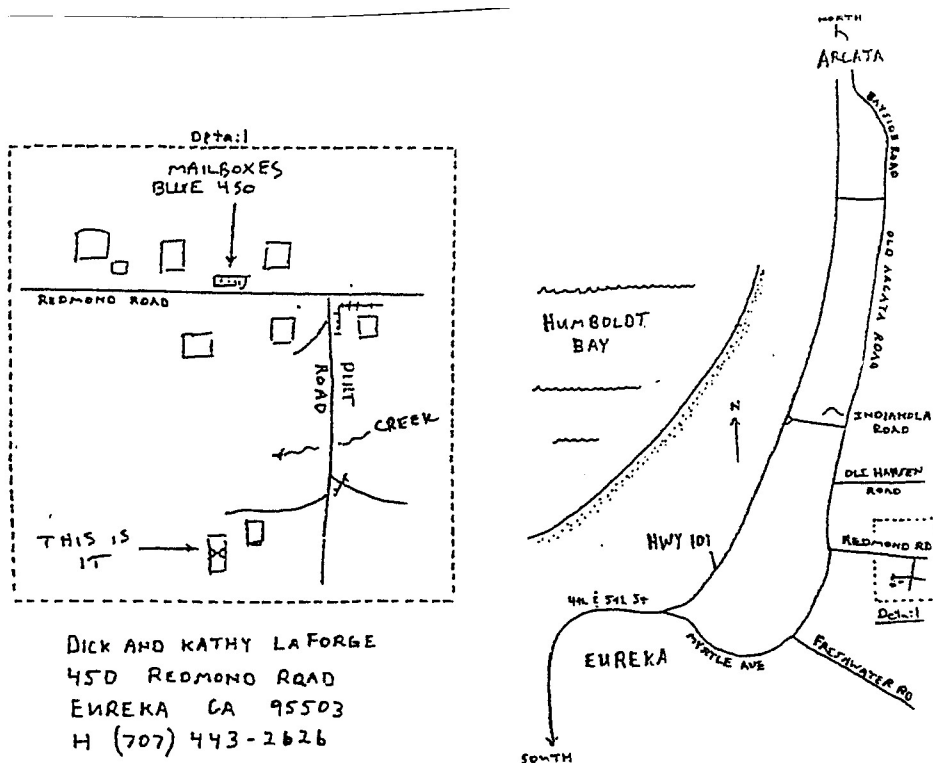 Detail
MAILBOXES
BLUE 450
REDMOND ROAD
DIRT
ROAD
CREEK
THIS IS
IT
DICK AND KATHY LAFORGE
450 REDMOND ROAD
EUREKA CA 95503
H (707) 443-2626
NORTH
ARCATA
BAYSIDE ROAD
OLD ARCATA ROAD
HUMBOLDT
BAY
N
INDIANOLA
ROAD
OLE HANSEN
ROAD
REDMOND RD
Detail
HWY 101
4th & 5th St
EUREKA
MYRTLE AVE
FRESHWATER RD
SOUTH